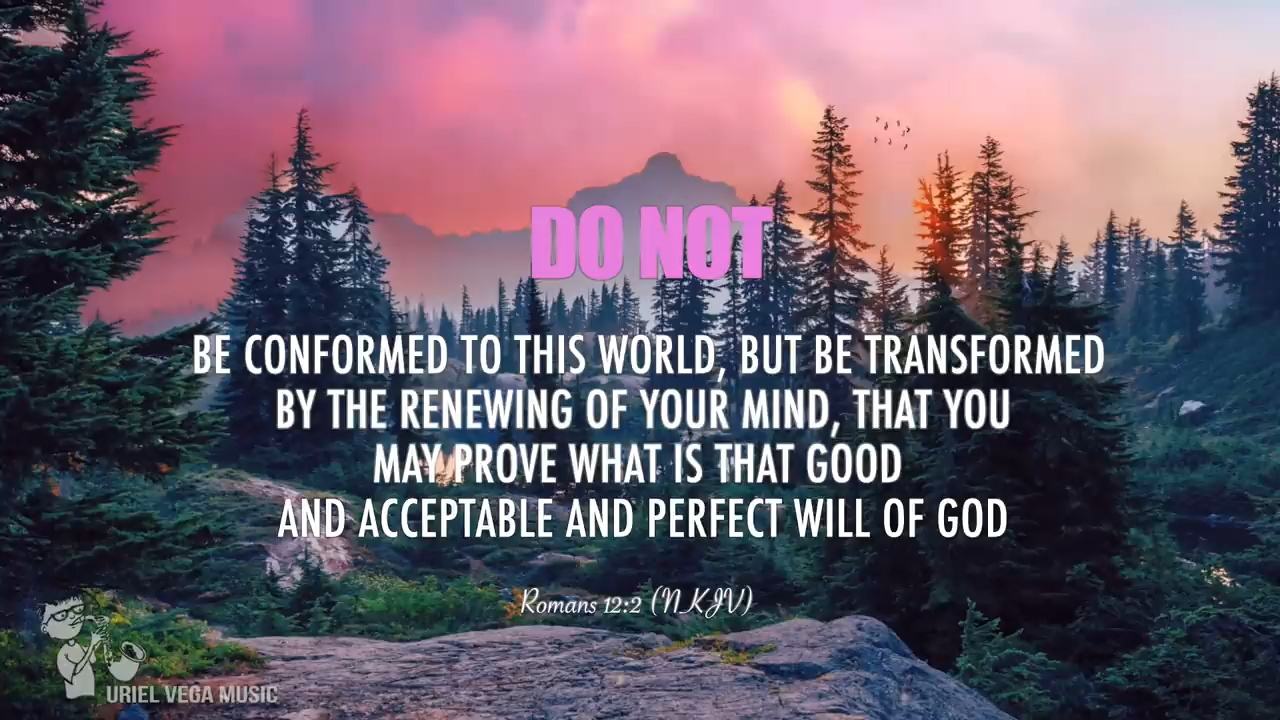 DO NOT
BE CONFORMED TO THIS WORLD, BUT BE TRANSFORMED
BY THE RENEWING OF YOUR MIND, THAT YOU
MAY PROVE WHAT IS THAT GOOD
AND ACCEPTABLE AND PERFECT WILL OF GOD
Romans 12:2 (NKJV)
URIEL VEGA MUSIC